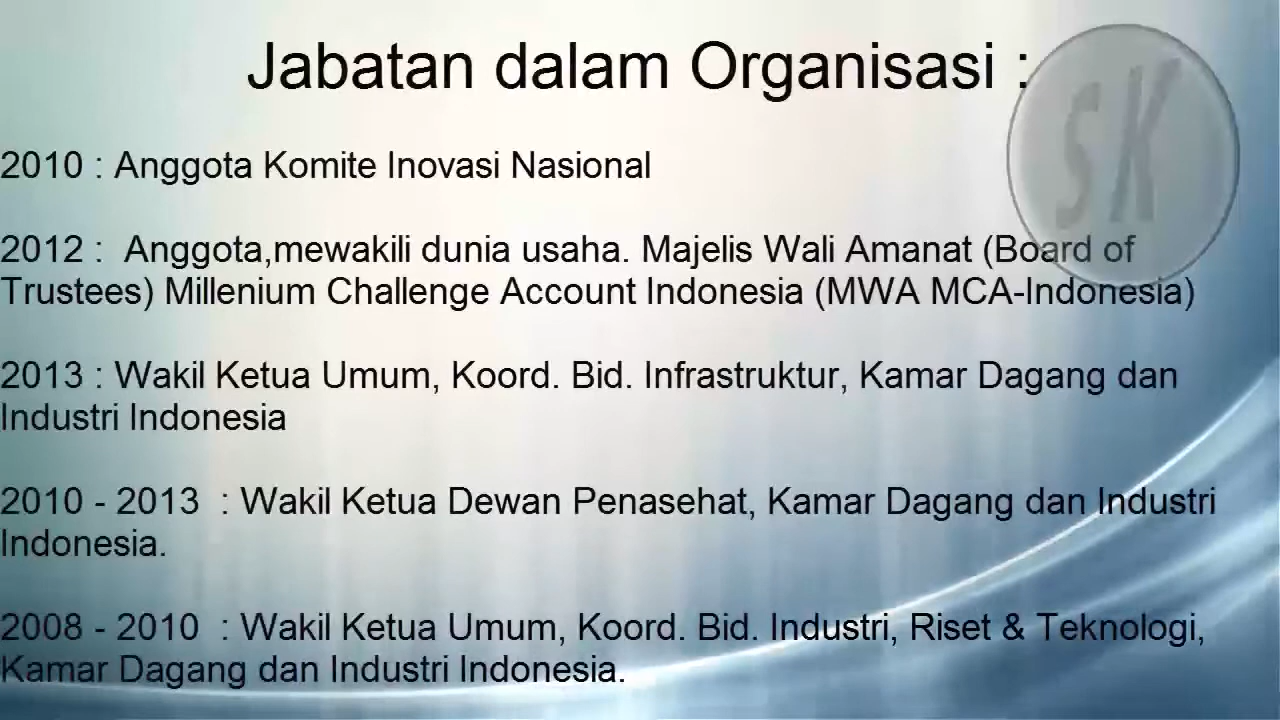 Jabatan dalam Organisasi :
SK
2010 : Anggota Komite Inovasi Nasional
2012 :  Anggota,mewakili dunia usaha. Majelis Wali Amanat (Board of
Trustees) Millenium Challenge Account Indonesia (MWA MCA-Indonesia)
2013 : Wakil Ketua Umum, Koord. Bid. Infrastruktur, Kamar Dagang dan
Industri Indonesia
2010 - 2013  : Wakil Ketua Dewan Penasehat, Kamar Dagang dan Industri
Indonesia.
2008 - 2010  : Wakil Ketua Umum, Koord. Bid. Industri, Riset & Teknologi,
Kamar Dagang dan Industri Indonesia.